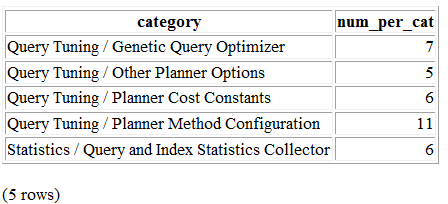 category num_per_cat
Query Tuning / Genetic Query Optimizer 7
Query Tuning / Other Planner Options 5
Query Tuning / Planner Cost Constants 6
Query Tuning / Planner Method Configuration 11
Statistics / Query and Index Statistics Collector 6
(5 rows)